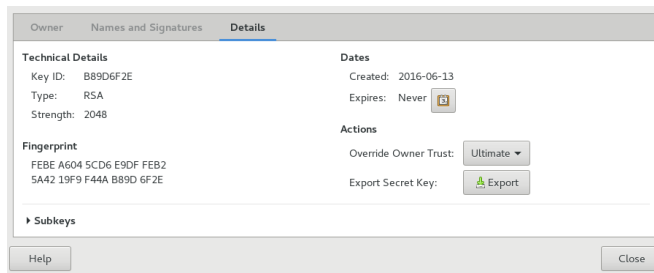 Owner Names and Signatures Details
Technical Details
Key ID: B89D6F2E
Type: RSA
Strength: 2048
Fingerprint
FEBE A604 5CD6 E9DF FEB2
5A42 19F9 F44A B89D 6F2E
Dates
Created: 2016-06-13
Expires: Never
Actions
Override Owner Trust: Ultimate
Export Secret Key: Export
Subkeys
Help Close